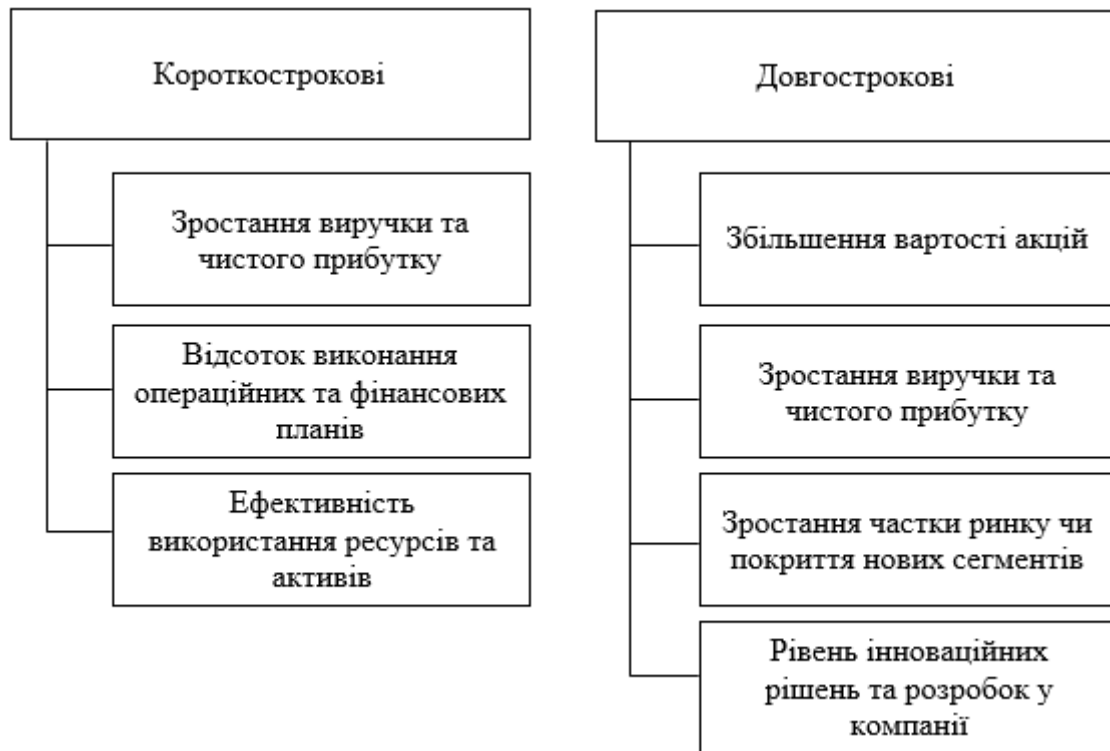 Короткострокові
Зростання виручки та
чистого прибутку
Відсоток виконання
операційних та фінансових
планів
Ефективність
використання ресурсів та
активів
Довгострокові
Збільшення вартості акцій
Зростання виручки та
чистого прибутку
Зростання частки ринку чи
покриття нових сегментів
Рівень інноваційних
рішень та розробок у
компанії